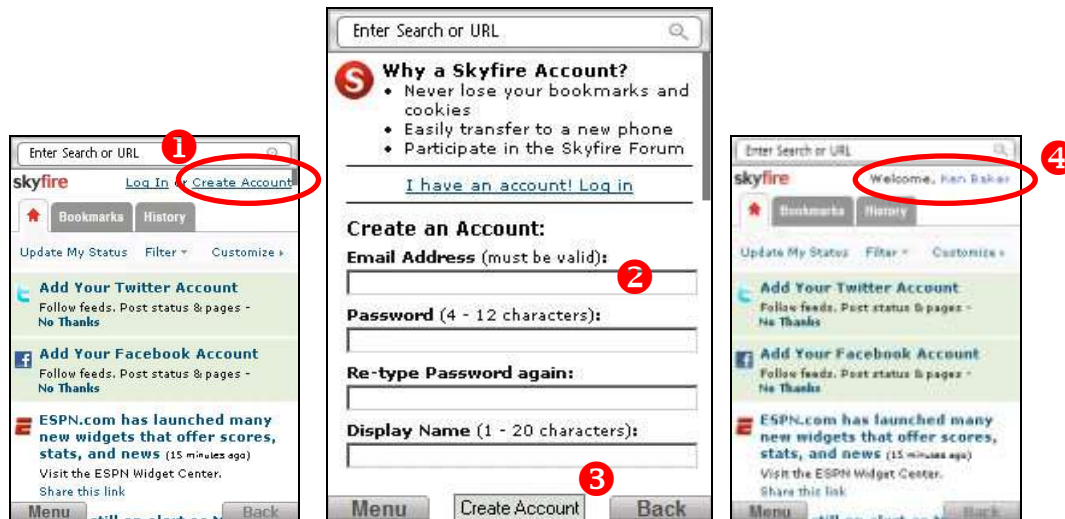 Enter Search or URL
1
skyfire Log In or Create Account
Bookmarks History
Update My Status Filter Customize
Add Your Twitter Account
Follow feeds. Post status & pages -
No Thanks
Add Your Facebook Account
Follow feeds. Post status & pages -
No Thanks
ESPN.com has launched many
new widgets that offer scores,
stats, and news (15 minutes ago)
Visit the ESPN Widget Center.
Share this link
Menu Back
Enter Search or URL
S
Why a Skyfire Account?
• Never lose your bookmarks and
cookies
• Easily transfer to a new phone
• Participate in the Skyfire Forum
I have an account! Log in
Create an Account:
Email Address (must be valid):
2
Password (4 - 12 characters):
Re-type Password again:
Display Name (1 - 20 characters):
3
Menu Create Account Back
Enter Search or URL
4
skyfire Welcome, Ken Baker
Bookmarks History
Update My Status Filter Customize
Add Your Twitter Account
Follow feeds. Post status & pages -
No Thanks
Add Your Facebook Account
Follow feeds. Post status & pages -
No Thanks
ESPN.com has launched many
new widgets that offer scores,
stats, and news (15 minutes ago)
Visit the ESPN Widget Center.
Share this link
Menu Back